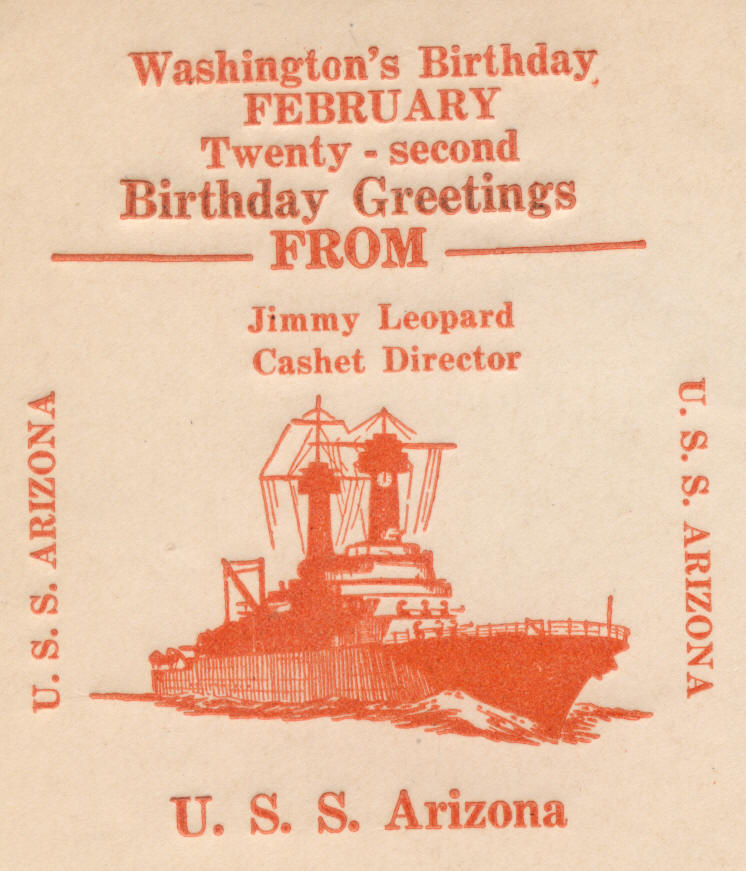 Washington's Birthday
FEBRUARY
Twenty - second
Birthday Greetings
FROM
Jimmy Leopard
Cashet Director
U. S. S. ARIZONA
U. S. S. ARIZONA
U. S. S. Arizona